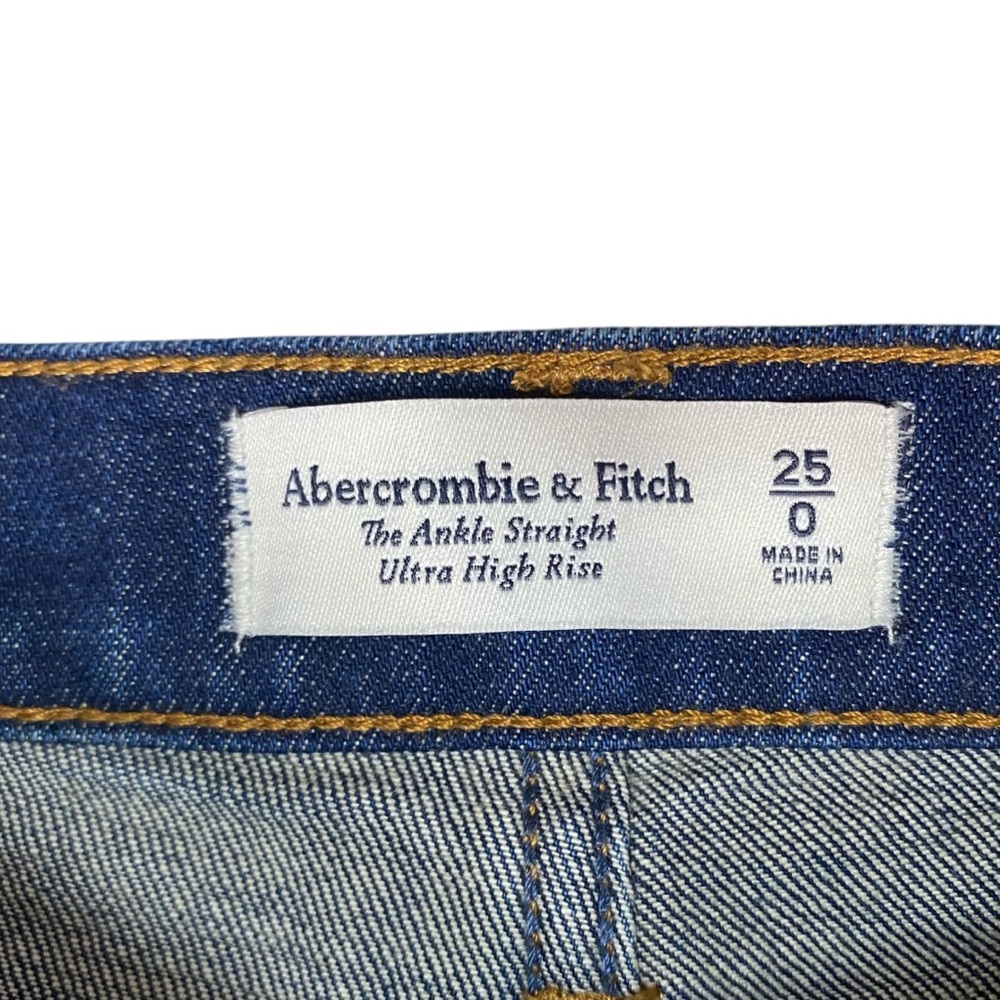 Abercrombie & Fitch
The Ankle Straight
Ultra High Rise
25
0
MADE IN
CHINA